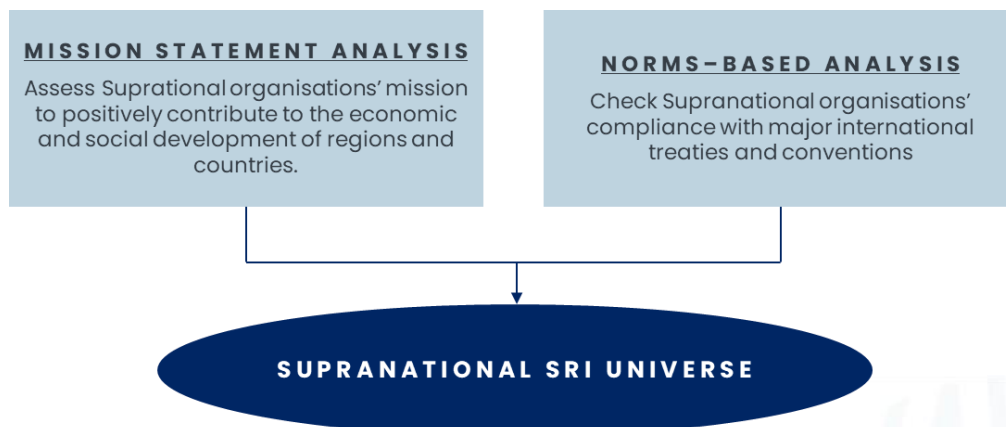 MISSION STATEMENT ANALYSIS
Assess Suprational organisations’ mission
to positively contribute to the economic
and social development of regions and
countries.
NORMS–BASED ANALYSIS
Check Supranational organisations’
compliance with major international
treaties and conventions
SUPRANATIONAL SRI UNIVERSE